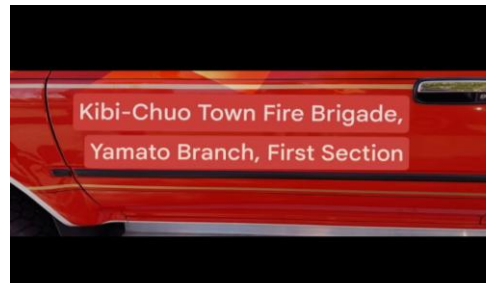 Kibi-Chuo Town Fire Brigade,
Yamato Branch, First Section